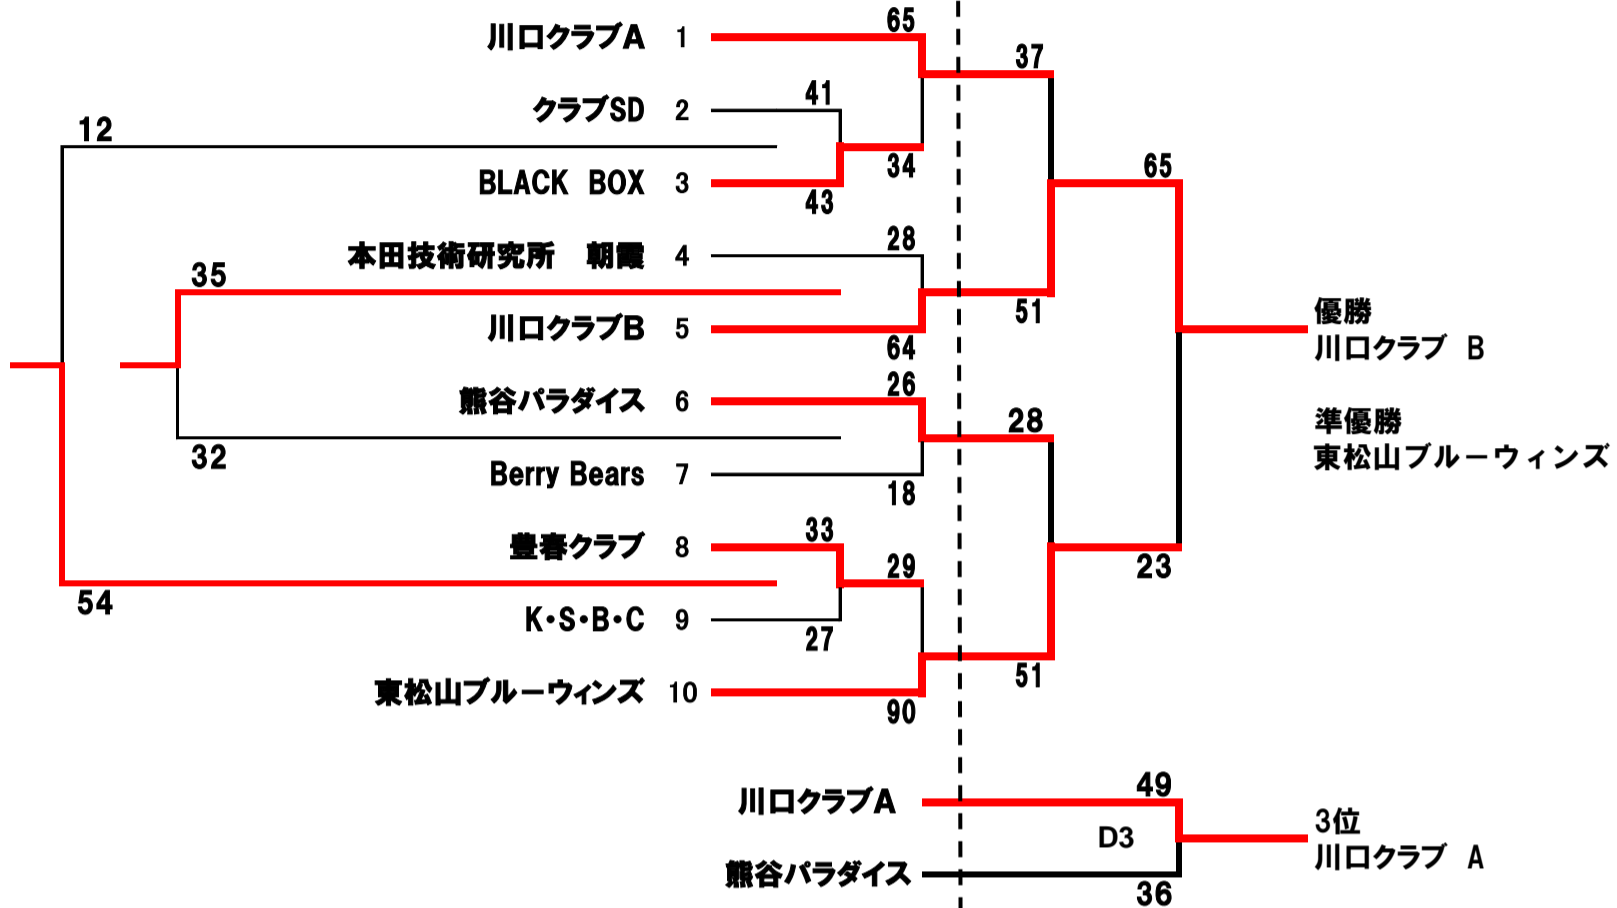 65
川口クラブA 1
37
41
クラブSD 2
12
65
34
BLACK BOX 3
43
28
本田技術研究所 朝霞 4
35
51
優勝
川口クラブB 5
64
川口クラブ B
26
熊谷パラダイス 6
28
準優勝
32
東松山ブルーウィンズ
Berry Bears 7
18
33
豊春クラブ 8
29
23
54
K・S・B・C 9
27
51
東松山ブルーウィンズ 10
90
49
川口クラブA
3位
D3
川口クラブ A
熊谷パラダイス
36